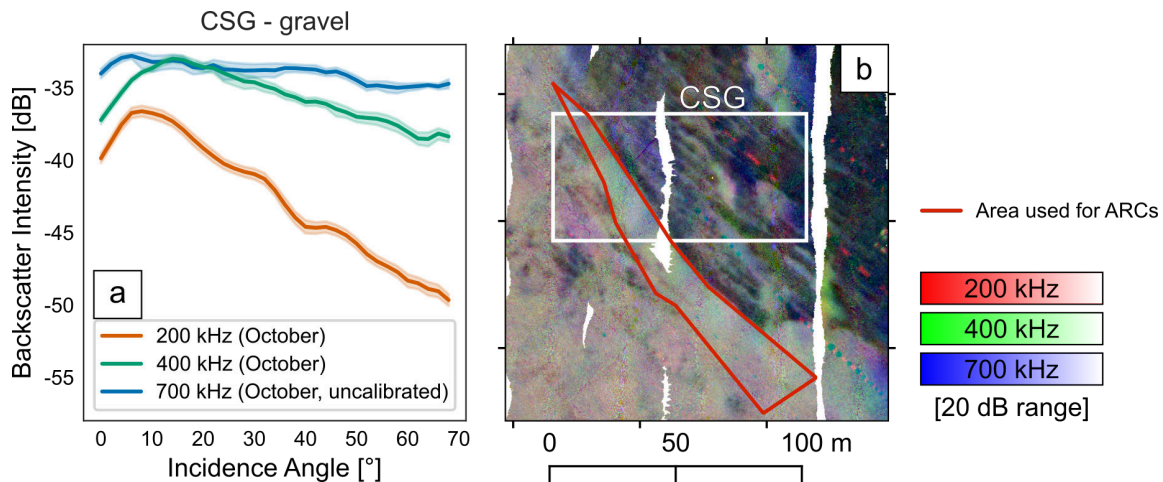 CSG - gravel
Backscatter Intensity [dB]
-35
-40
-45
-50
-55
a
200 kHz (October)
400 kHz (October)
700 kHz (October, uncalibrated)
0 10 20 30 40 50 60 70
Incidence Angle [°]
b
CSG
0 50 100 m
Area used for ARCs
200 kHz
400 kHz
700 kHz
[20 dB range]